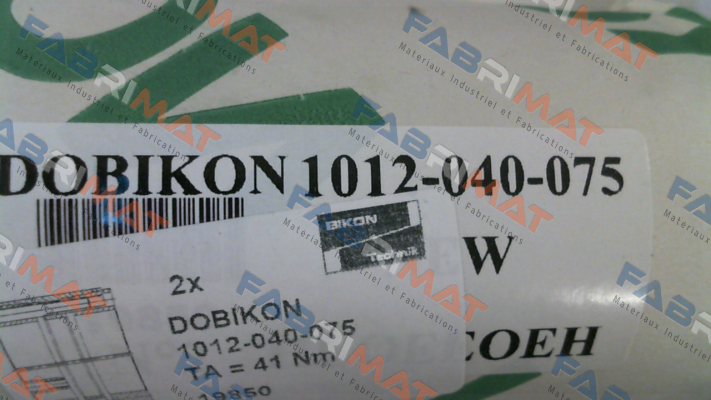 DOBIKON 1012-040-075
BIKON
Technik
W
2x
DOBIKON
1012-040-075
TA = 41 Nm
19850
COEH
FABRIMAT
Materiaux Industriel et Fabrications